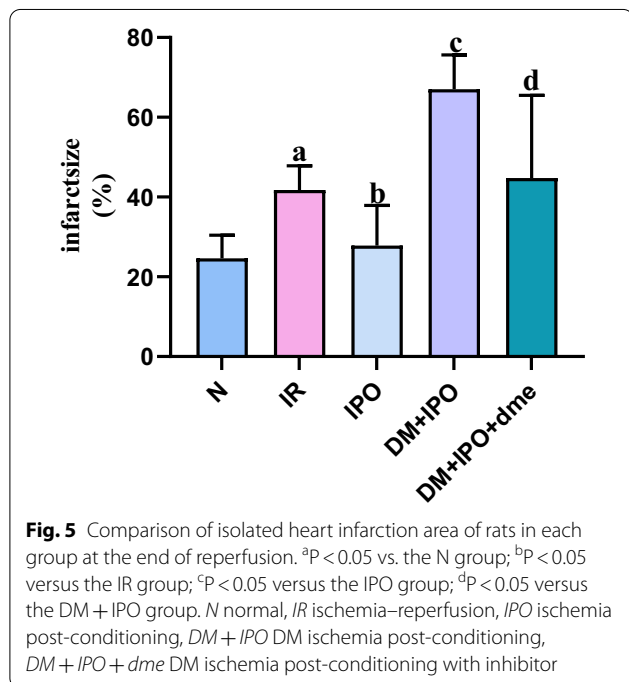 infarctsize
(%)
80
60
40
20
0
a
b
c
d
N
IR
IPO
DM+IPO
DM+IPO+dme
Fig. 5 Comparison of isolated heart infarction area of rats in each
group at the end of reperfusion. aP < 0.05 vs. the N group; bP < 0.05
versus the IR group; cP < 0.05 versus the IPO group; dP < 0.05 versus
the DM + IPO group. N normal, IR ischemia–reperfusion, IPO ischemia
post-conditioning, DM + IPO DM ischemia post-conditioning,
DM + IPO + dme DM ischemia post-conditioning with inhibitor